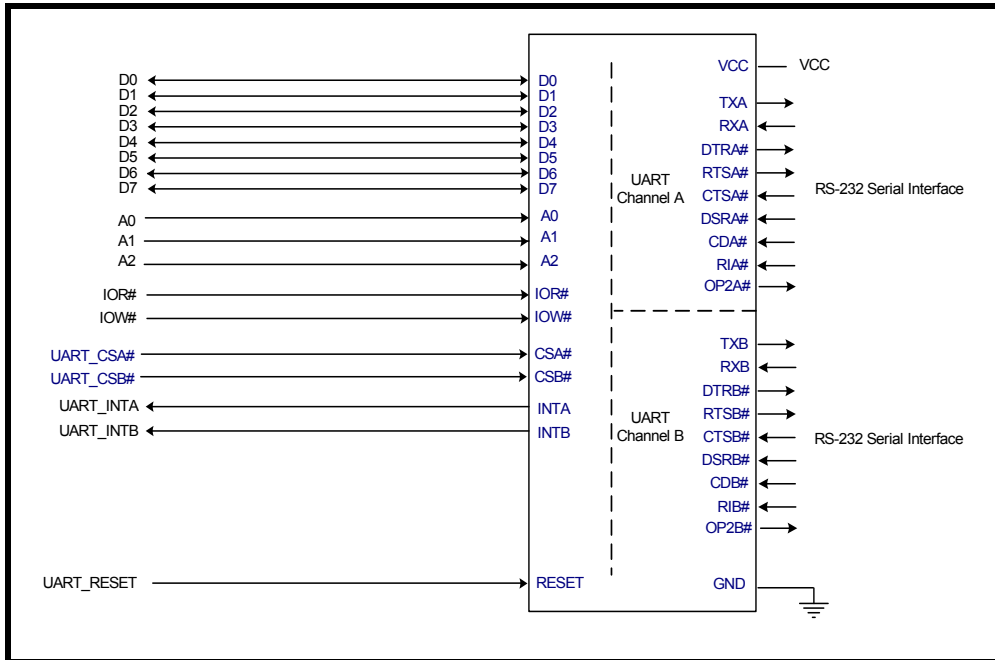 VCC VCC
D0 D0
D1 D1
D2 D2
D3 D3
D4 D4
D5 D5
D6 D6
D7 D7
A0 A0
A1 A1
A2 A2
IOR# IOR#
IOW# IOW#
UART_CSA# CSA#
UART_CSB# CSB#
UART_INTA INTA
UART_INTB INTB
UART_RESET RESET
UART
Channel A
UART
Channel B
TXA
RXA
DTRA#
RTSA#
CTSA#
DSRA#
CDA#
RIA#
OP2A#
RS-232 Serial Interface
TXB
RXB
DTRB#
RTSB#
CTSB#
DSRB#
CDB#
RIB#
OP2B#
RS-232 Serial Interface
GND